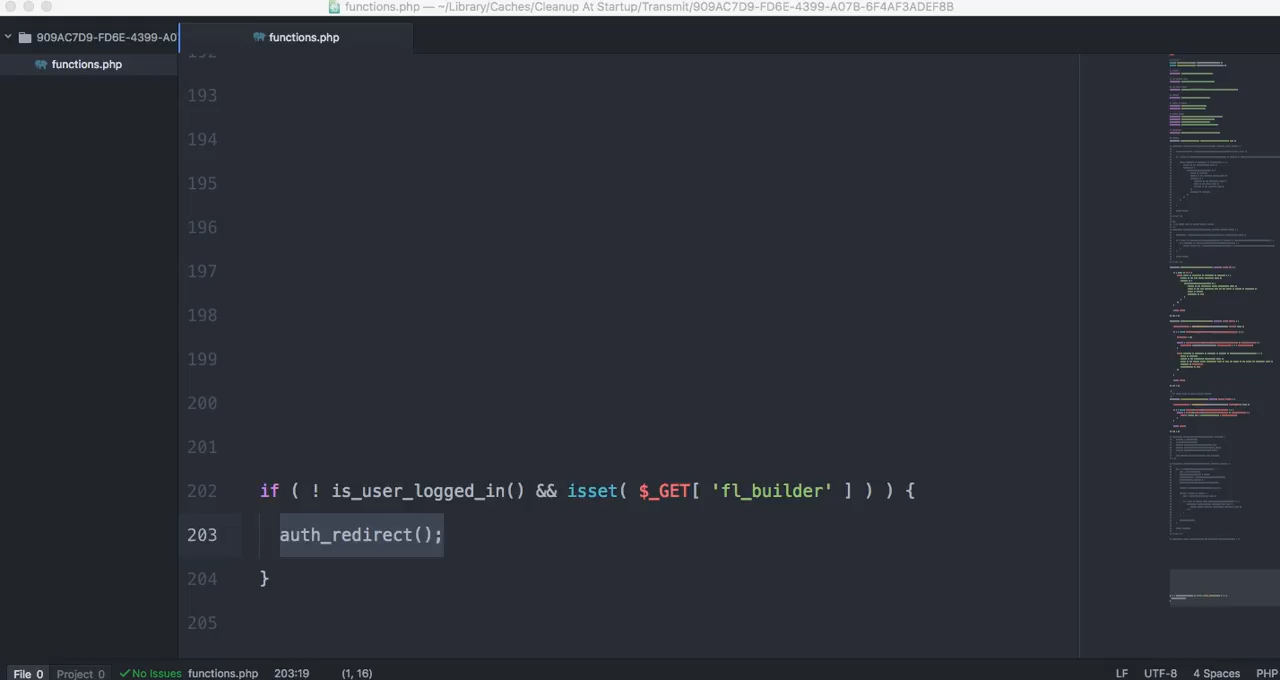 functions.php — ~/Library/Caches/Cleanup At Startup/Transmit/909AC7D9-FD6E-4399-A07B-6F4AF3ADEF8B
909AC7D9-FD6E-4399-A0
functions.php
functions.php
192
193
194
195
196
197
198
199
200
201
202 if ( ! is_user_logged_in() && isset( $_GET[ 'fl_builder' ] ) ) {
203 auth_redirect();
204 }
205
File 0 Project 0 No Issues functions.php 203:19 (1, 16) LF UTF-8 4 Spaces PHP